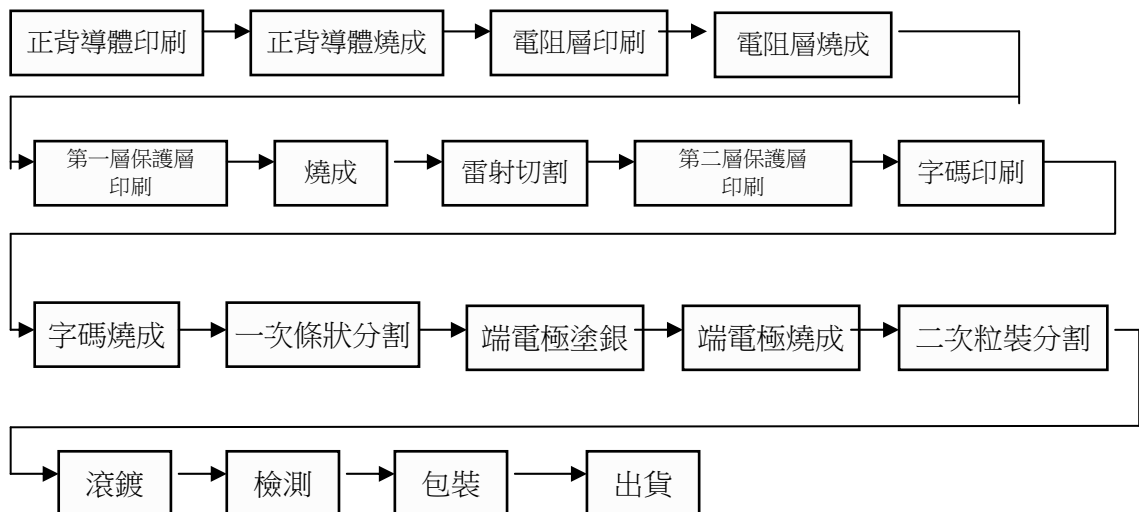 正背導體印刷
正背導體燒成
電阻層印刷
電阻層燒成
第一層保護層
印刷
燒成
雷射切割
第二層保護層
印刷
字碼印刷
字碼燒成
一次條狀分割
端電極塗銀
端電極燒成
二次粒裝分割
滾鍍
檢測
包裝
出貨